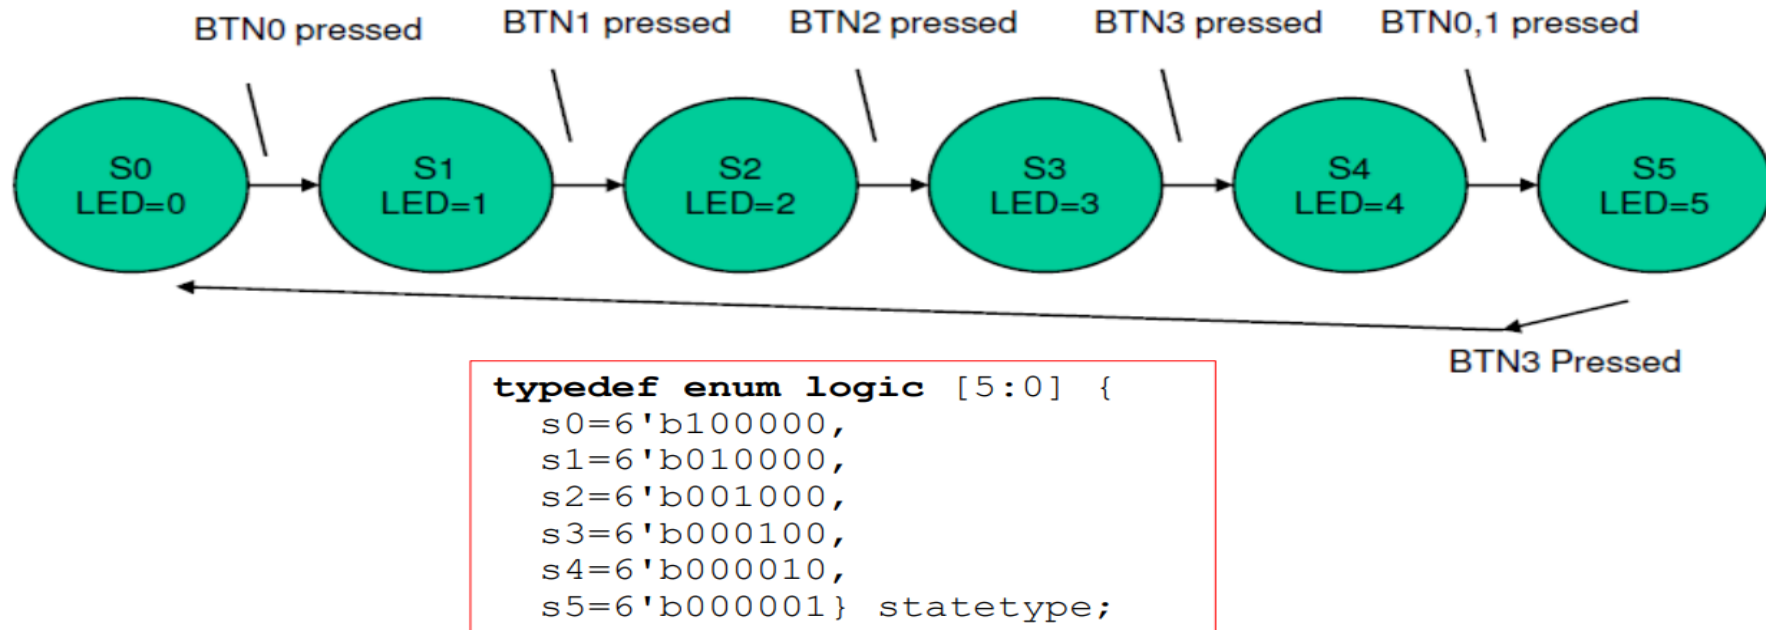 BTN0 pressed
BTN1 pressed
BTN2 pressed
BTN3 pressed
BTN0,1 pressed
S0
LED=0
S1
LED=1
S2
LED=2
S3
LED=3
S4
LED=4
S5
LED=5
BTN3 Pressed
typedef enum logic [5:0] {
s0=6'b100000,
s1=6'b010000,
s2=6'b001000,
s3=6'b000100,
s4=6'b000010,
s5=6'b000001} statetype;